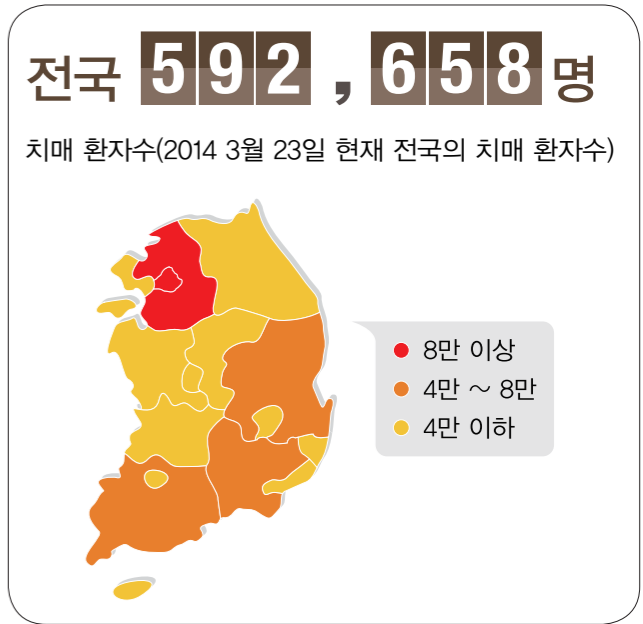 전국 592,658명
치매 환자수(2014 3월 23일 현재 전국의 치매 환자수)
8만 이상
4만 ~ 8만
4만 이하